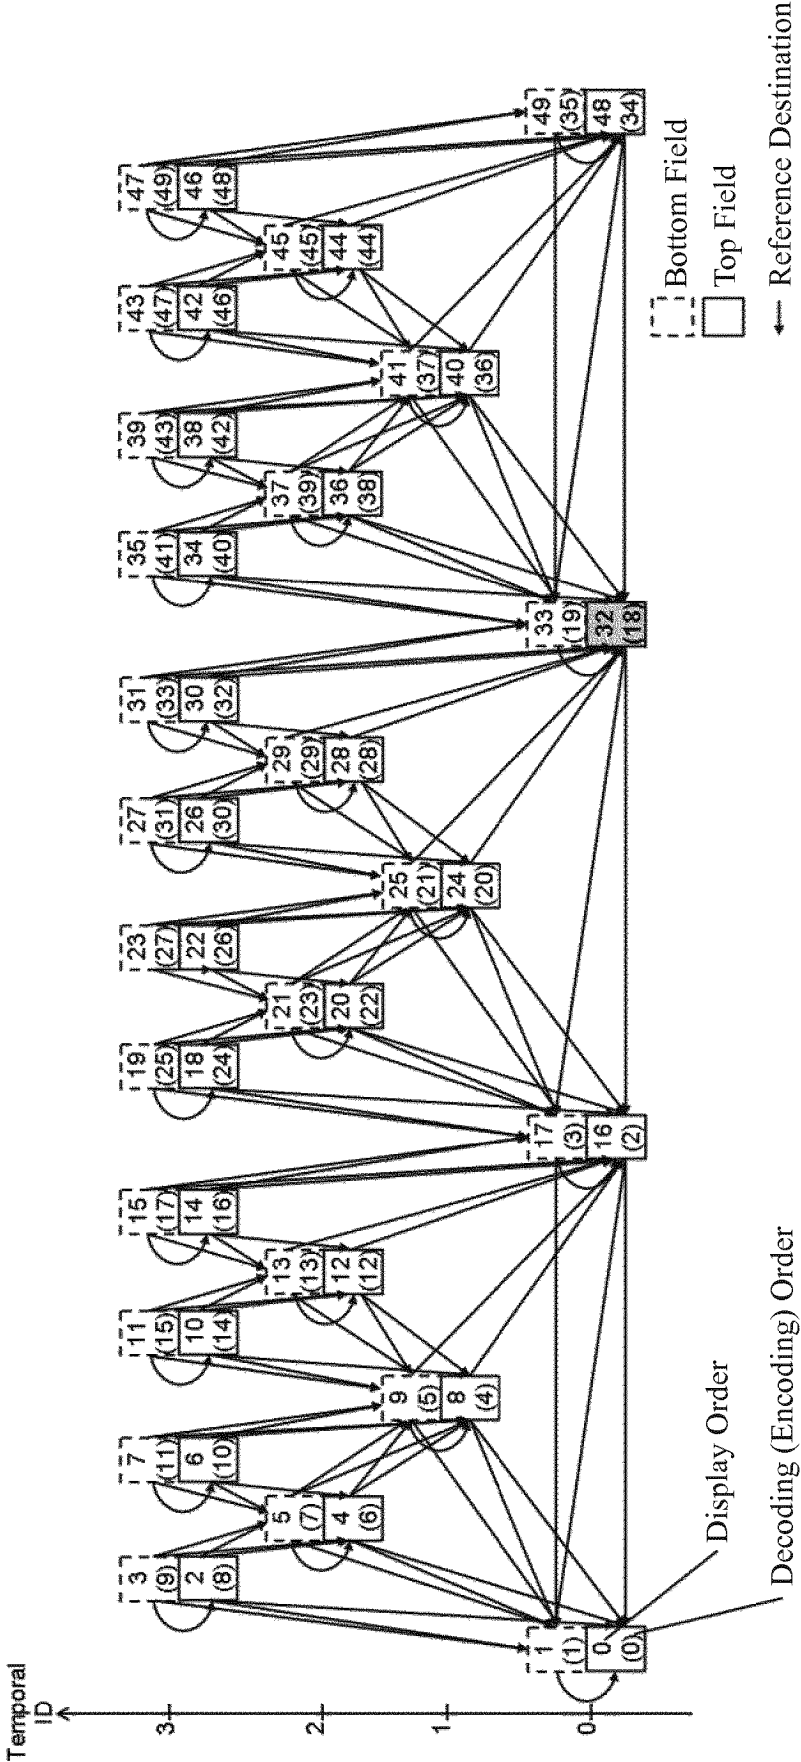 Temporal
ID
3
3 7 11 15 19 23 27 31 35 39 43 47
(9) (11) (15) (17) (25) (27) (31) (33) (41) (43) (47) (49)
2 6 10 14 18 22 26 30 34 38 42 46
(8) (10) (14) (16) (24) (26) (30) (32) (40) (42) (46) (48)
2
5 13 21 29 37 45
(7) (13) (23) (29) (39) (45)
4 12 20 28 36 44
(6) (12) (22) (28) (38) (44)
1
9 25 41
(5) (21) (37)
8 24 40
(4) (20) (36)
0
1 17 33 49
(1) (3) (19) (35)
0 16 32 48
(0) (2) (18) (34)
Display Order
Decoding (Encoding) Order
Bottom Field
Top Field
Reference Destination